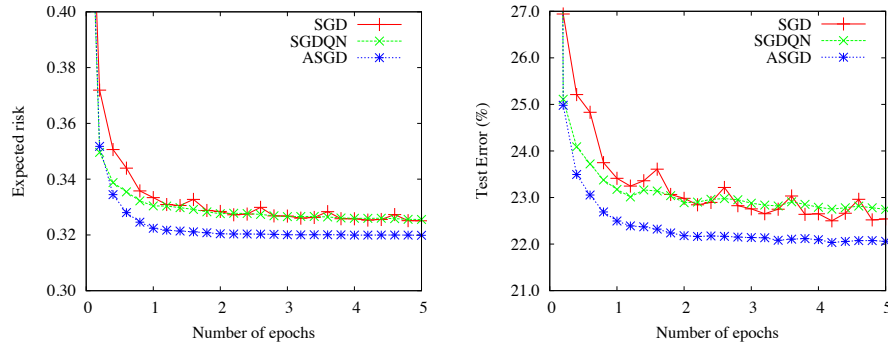 0.40
0.38
0.36
0.34
0.32
0.30
0 1 2 3 4 5
Expected risk
Number of epochs
SGD
SGDQN
ASGD
27.0
26.0
25.0
24.0
23.0
22.0
21.0
0 1 2 3 4 5
Test Error (%)
Number of epochs
SGD
SGDQN
ASGD